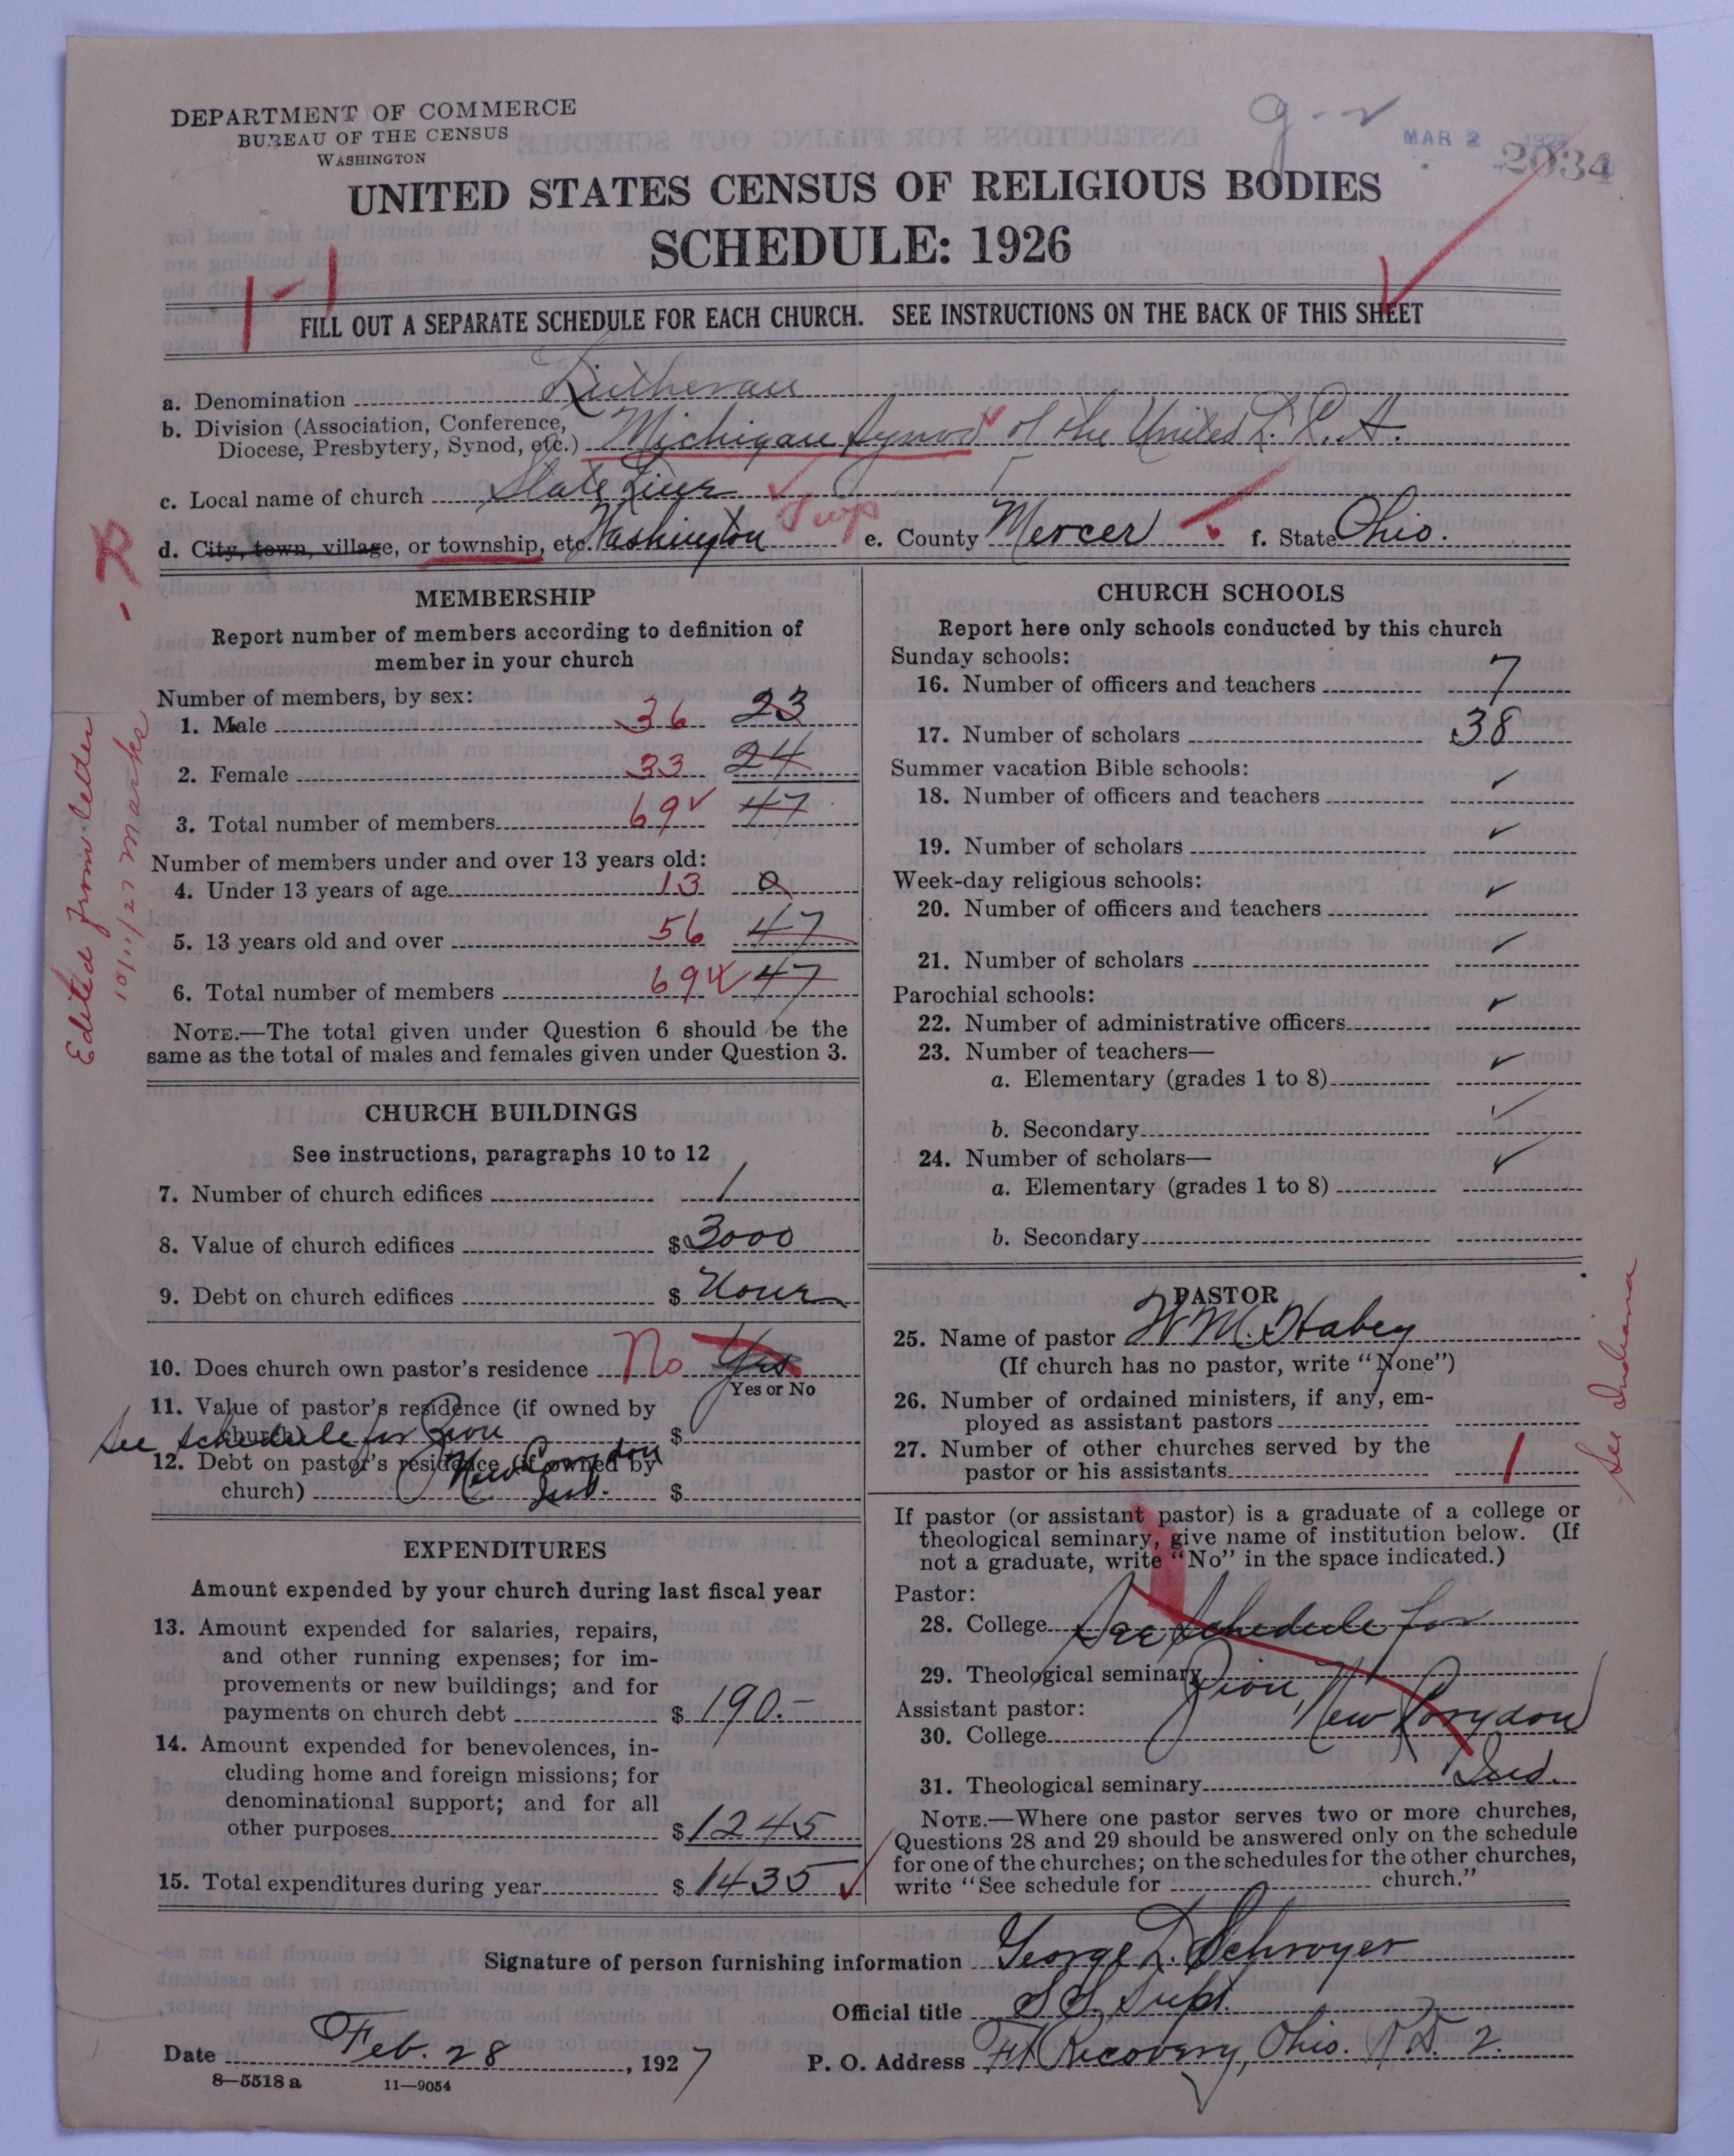 DEPARTMENT OF COMMERCE
BUREAU OF THE CENSUS
WASHINGTON
MAR 2
2034
UNITED STATES CENSUS OF RELIGIOUS BODIES
SCHEDULE: 1926
1-1
FILL OUT A SEPARATE SCHEDULE FOR EACH CHURCH. SEE INSTRUCTIONS ON THE BACK OF THIS SHEET
a. Denomination Lutheran
b. Division (Association, Conference,
Diocese, Presbytery, Synod, etc.) Michigan Synod of the United L. C. A.
c. Local name of church State Line
d. City, town, village, or township, etc. Washington Twp e. County Mercer f. State Ohio.
Edited from letter
10/11/27 Marks
MEMBERSHIP
Report number of members according to definition of
member in your church
Number of members, by sex:
1. Male 36 23
2. Female 33 24
3. Total number of members 69 47
Number of members under and over 13 years old:
4. Under 13 years of age 13 0
5. 13 years old and over 56 47
6. Total number of members 69 47
NOTE.—The total given under Question 6 should be the
same as the total of males and females given under Question 3.
CHURCH BUILDINGS
See instructions, paragraphs 10 to 12
7. Number of church edifices 1
8. Value of church edifices $3000
9. Debt on church edifices $ None
10. Does church own pastor's residence No Yes
Yes or No
11. Value of pastor's residence (if owned by
church) $
See schedule for Zion
12. Debt on pastor's residence (if owned by
New Corydon
church) $
Ind.
EXPENDITURES
Amount expended by your church during last fiscal year
13. Amount expended for salaries, repairs,
and other running expenses; for im-
provements or new buildings; and for
payments on church debt $ 190.-
14. Amount expended for benevolences, in-
cluding home and foreign missions; for
denominational support; and for all
other purposes $ 1245
15. Total expenditures during year $ 1435
CHURCH SCHOOLS
Report here only schools conducted by this church
Sunday schools:
16. Number of officers and teachers 7
17. Number of scholars 38
Summer vacation Bible schools:
18. Number of officers and teachers
19. Number of scholars
Week-day religious schools:
20. Number of officers and teachers
21. Number of scholars
Parochial schools:
22. Number of administrative officers
23. Number of teachers—
a. Elementary (grades 1 to 8)
b. Secondary
24. Number of scholars—
a. Elementary (grades 1 to 8)
b. Secondary
PASTOR
25. Name of pastor W. M. Habey
(If church has no pastor, write "None")
26. Number of ordained ministers, if any, em-
ployed as assistant pastors
27. Number of other churches served by the
pastor or his assistants 1
See Indiana
If pastor (or assistant pastor) is a graduate of a college or
theological seminary, give name of institution below. (If
not a graduate, write "No" in the space indicated.)
Pastor:
28. College See Schedule for
29. Theological seminary Zion,
Assistant pastor: New Corydon
30. College
31. Theological seminary Ind.
NOTE.—Where one pastor serves two or more churches,
Questions 28 and 29 should be answered only on the schedule
for one of the churches; on the schedules for the other churches,
write "See schedule for church."
Signature of person furnishing information George L. Schroyer
Official title S. S. Supt.
Date Feb. 28, 1927 P. O. Address Ft Recovery, Ohio. R D. 2.
8—5518 a 11—9054